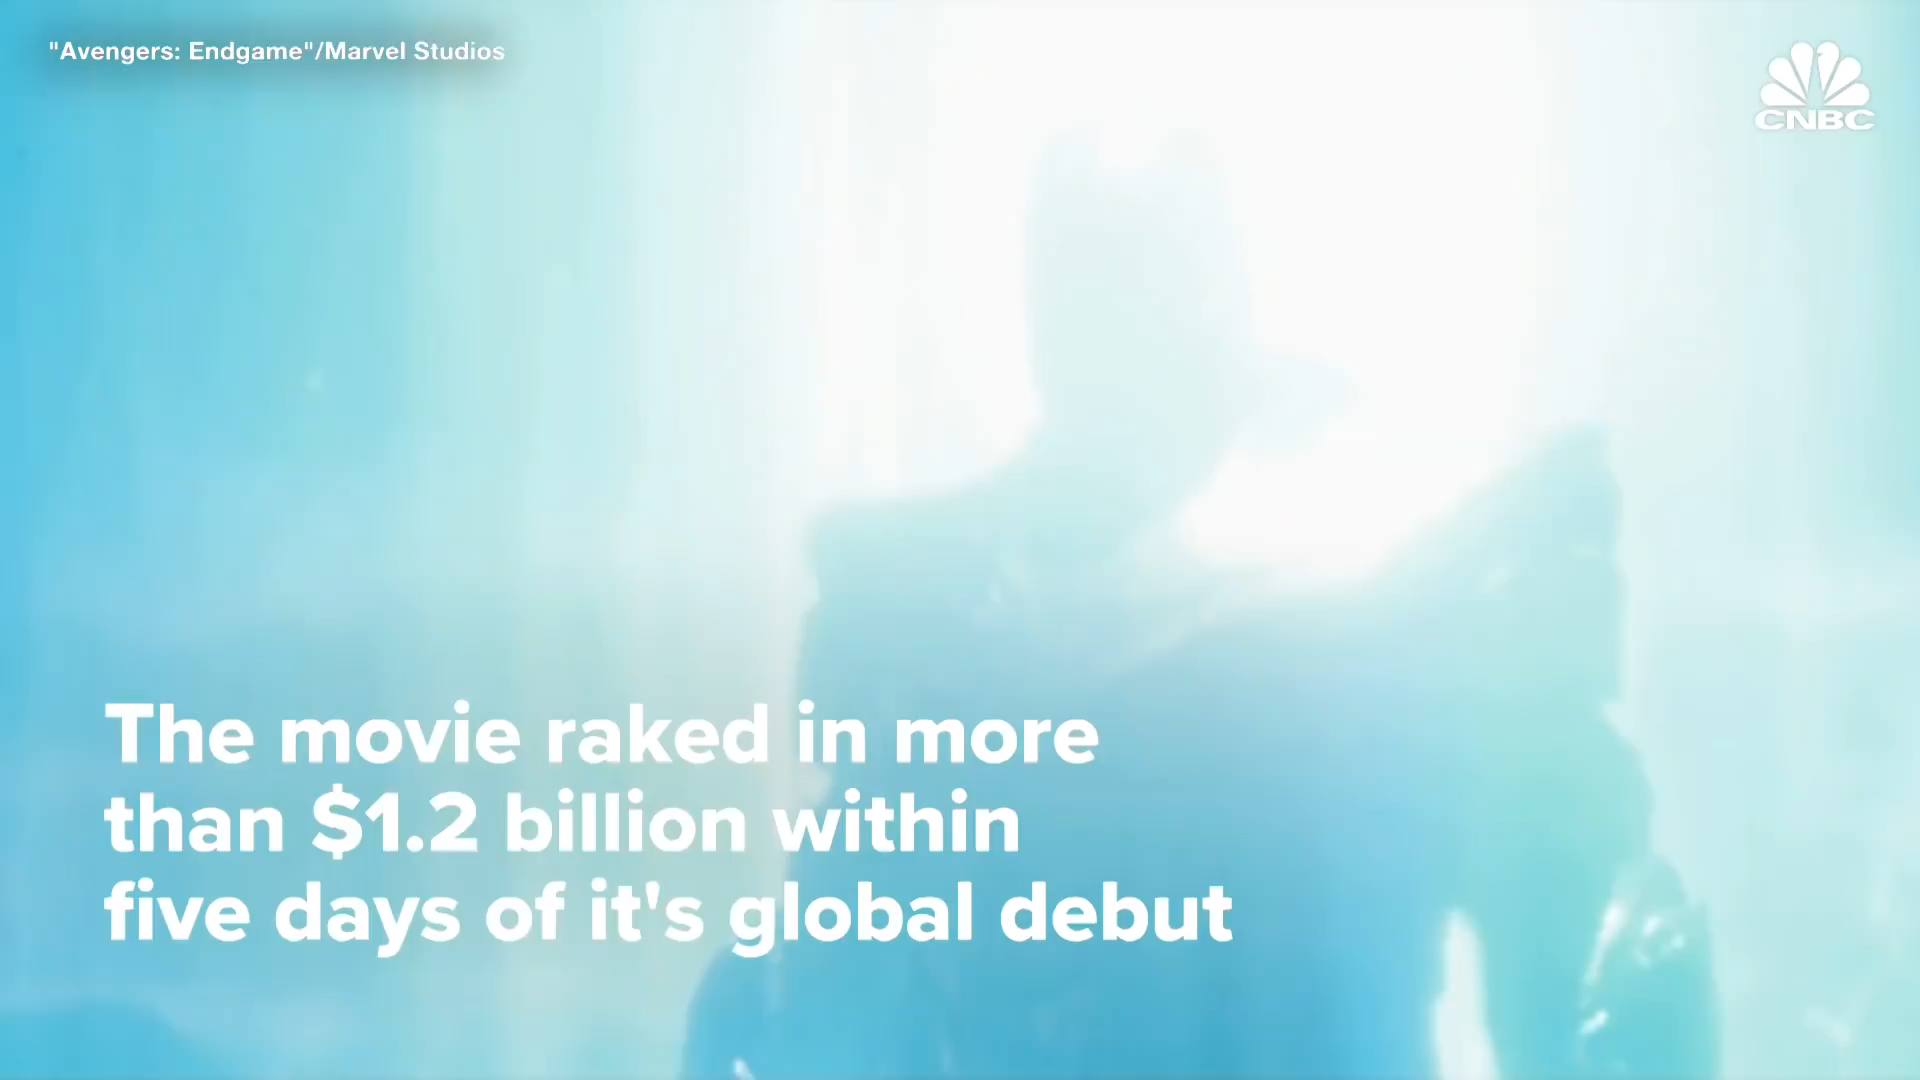 "Avengers: Endgame"/Marvel Studios
CNBC
The movie raked in more
than $1.2 billion within
five days of it's global debut